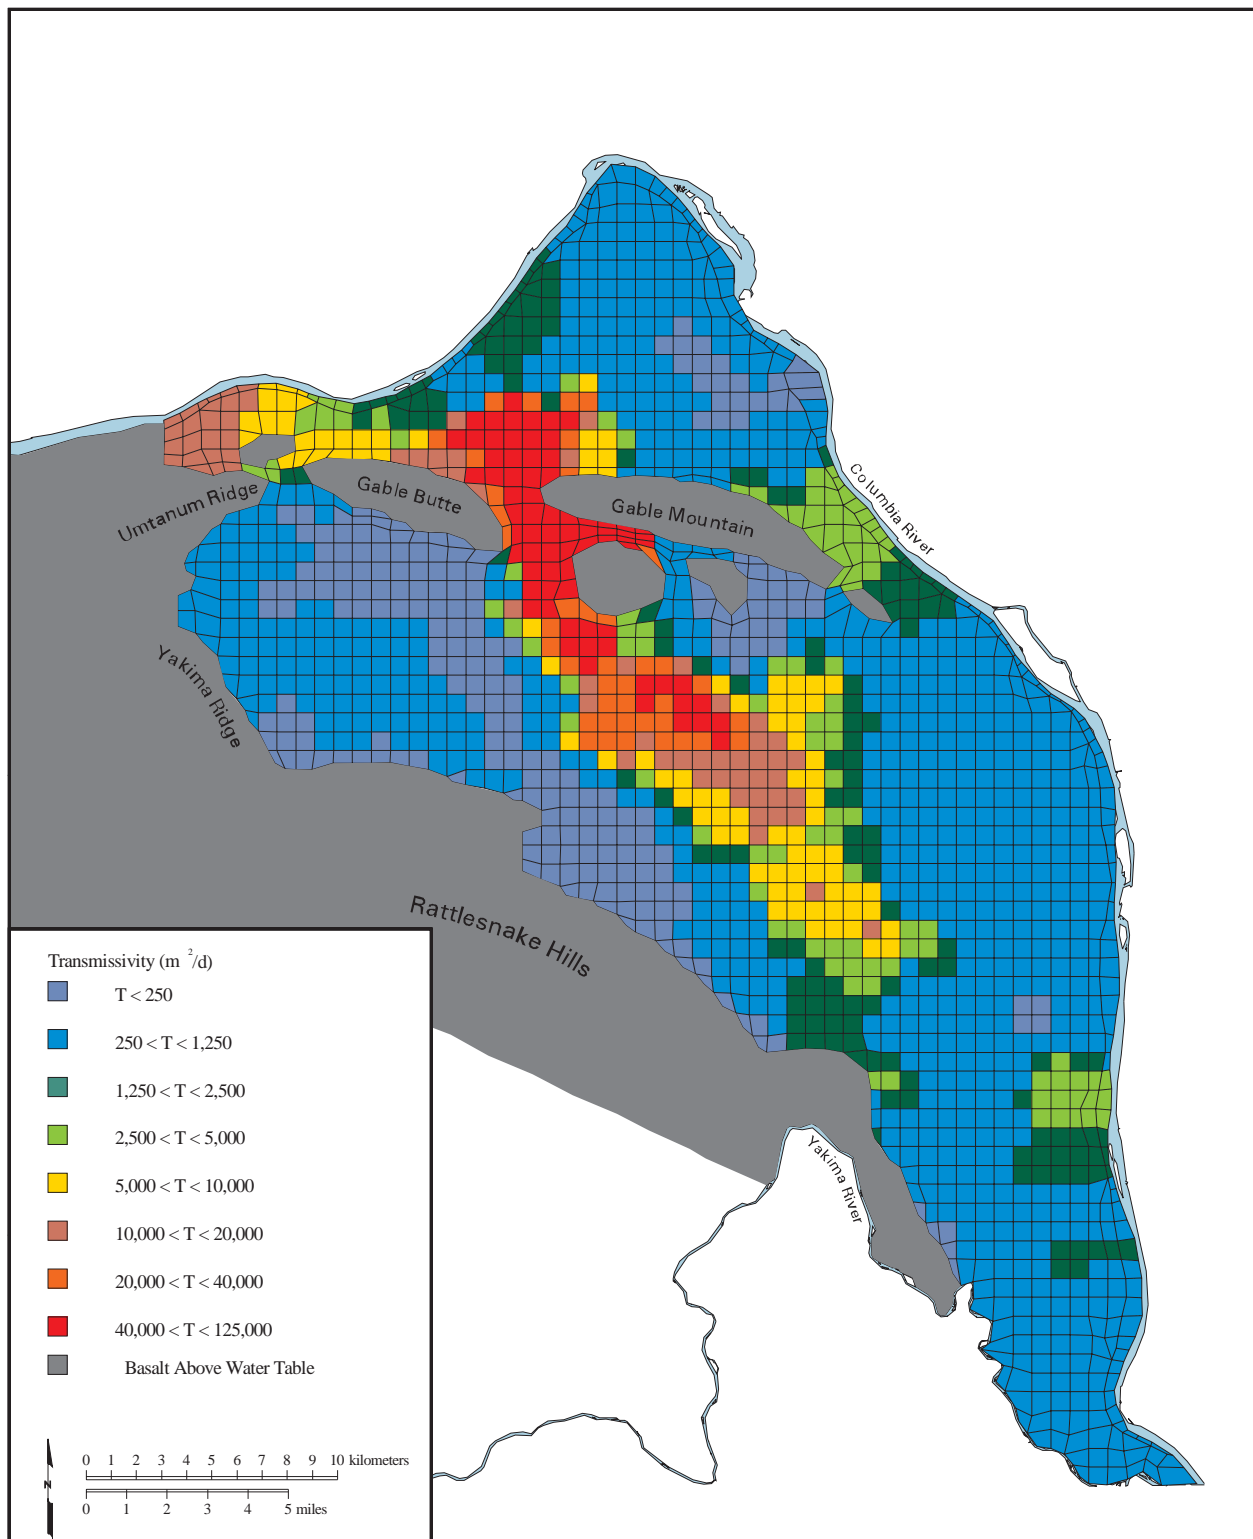 Columbia River
Umtanum Ridge
Gable Butte
Gable Mountain
Yakima Ridge
Rattlesnake Hills
Yakima River
Transmissivity (m ²/d)
T < 250
250 < T < 1,250
1,250 < T < 2,500
2,500 < T < 5,000
5,000 < T < 10,000
10,000 < T < 20,000
20,000 < T < 40,000
40,000 < T < 125,000
Basalt Above Water Table
N
0 1 2 3 4 5 6 7 8 9 10 kilometers
0 1 2 3 4 5 miles